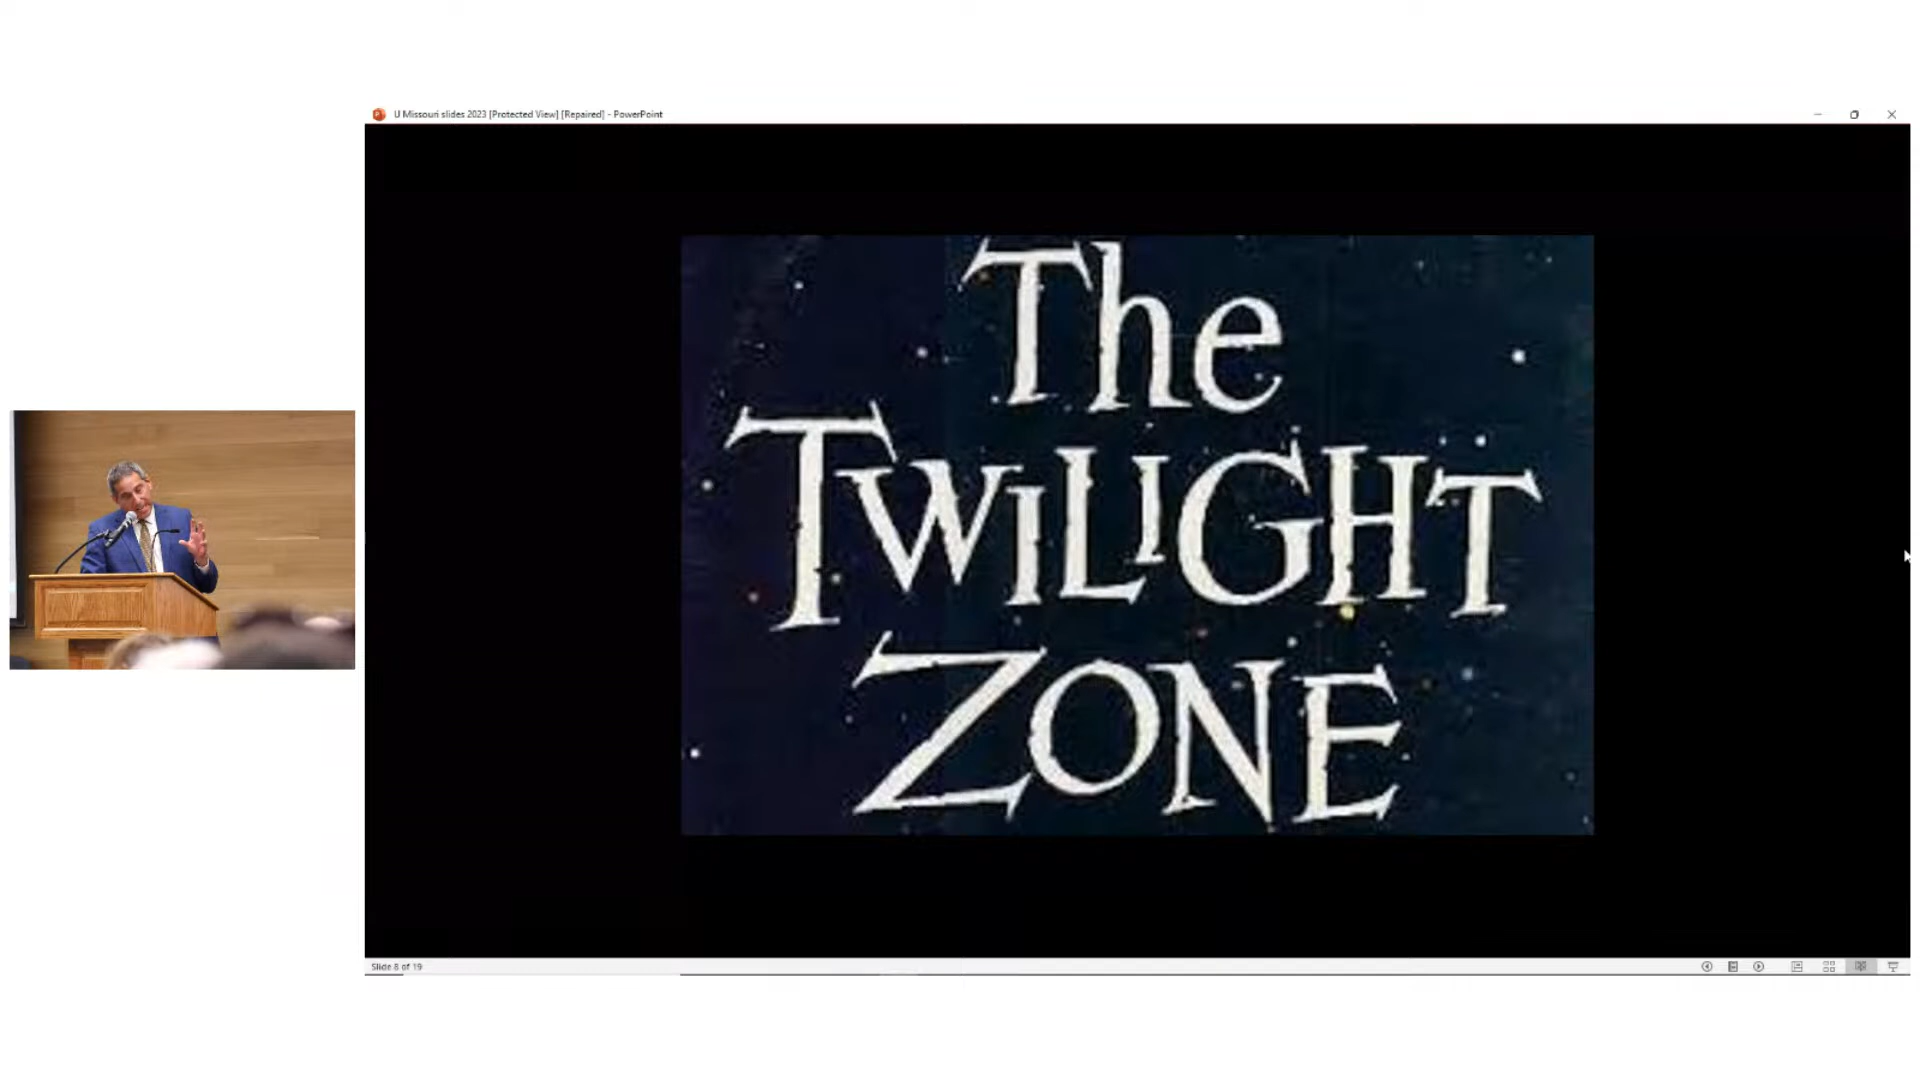 U Missouri slides 2023 [Protected View] [Repaired] - PowerPoint
The
TWILIGHT
ZONE
Slide 8 of 19